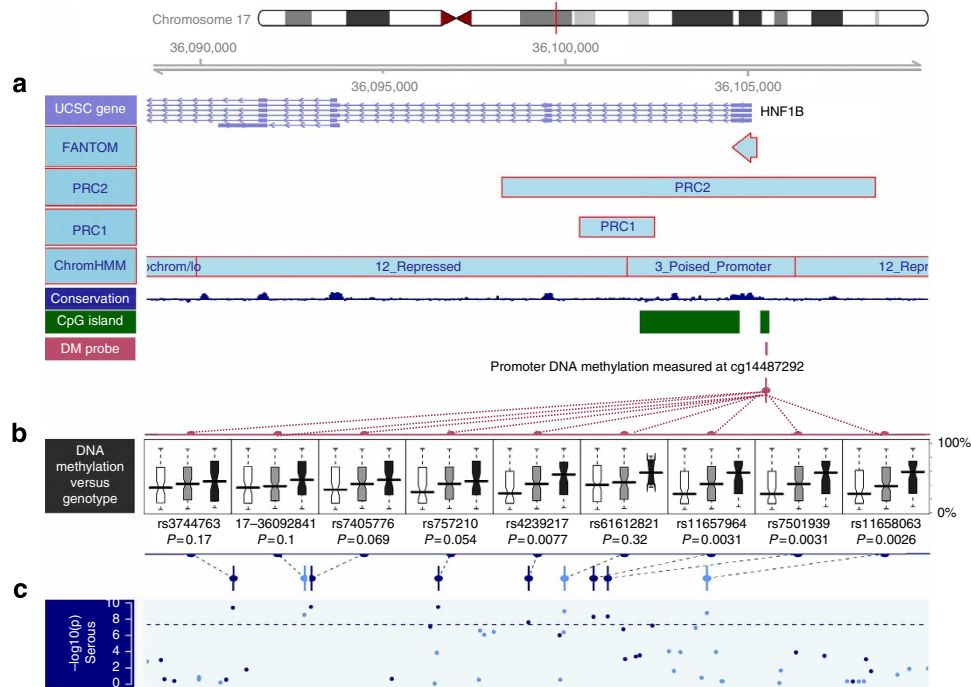 Chromosome 17
36,090,000
36,100,000
36,095,000
36,105,000
a
UCSC gene
HNF1B
FANTOM
PRC2
PRC2
PRC1
PRC1
ChromHMM
ochrom/lo
12_Repressed
3_Poised_Promoter
12_Repr
Conservation
CpG island
DM probe
Promoter DNA methylation measured at cg14487292
b
DNA
methylation
versus
genotype
100%
0%
rs3744763 17–36092841 rs7405776 rs757210 rs4239217 rs61612821 rs11657964 rs7501939 rs11658063
P=0.17 P=0.1 P=0.069 P=0.054 P=0.0077 P=0.32 P=0.0031 P=0.0031 P=0.0026
c
–log10(p)
Serous
10
8
6
4
2
0